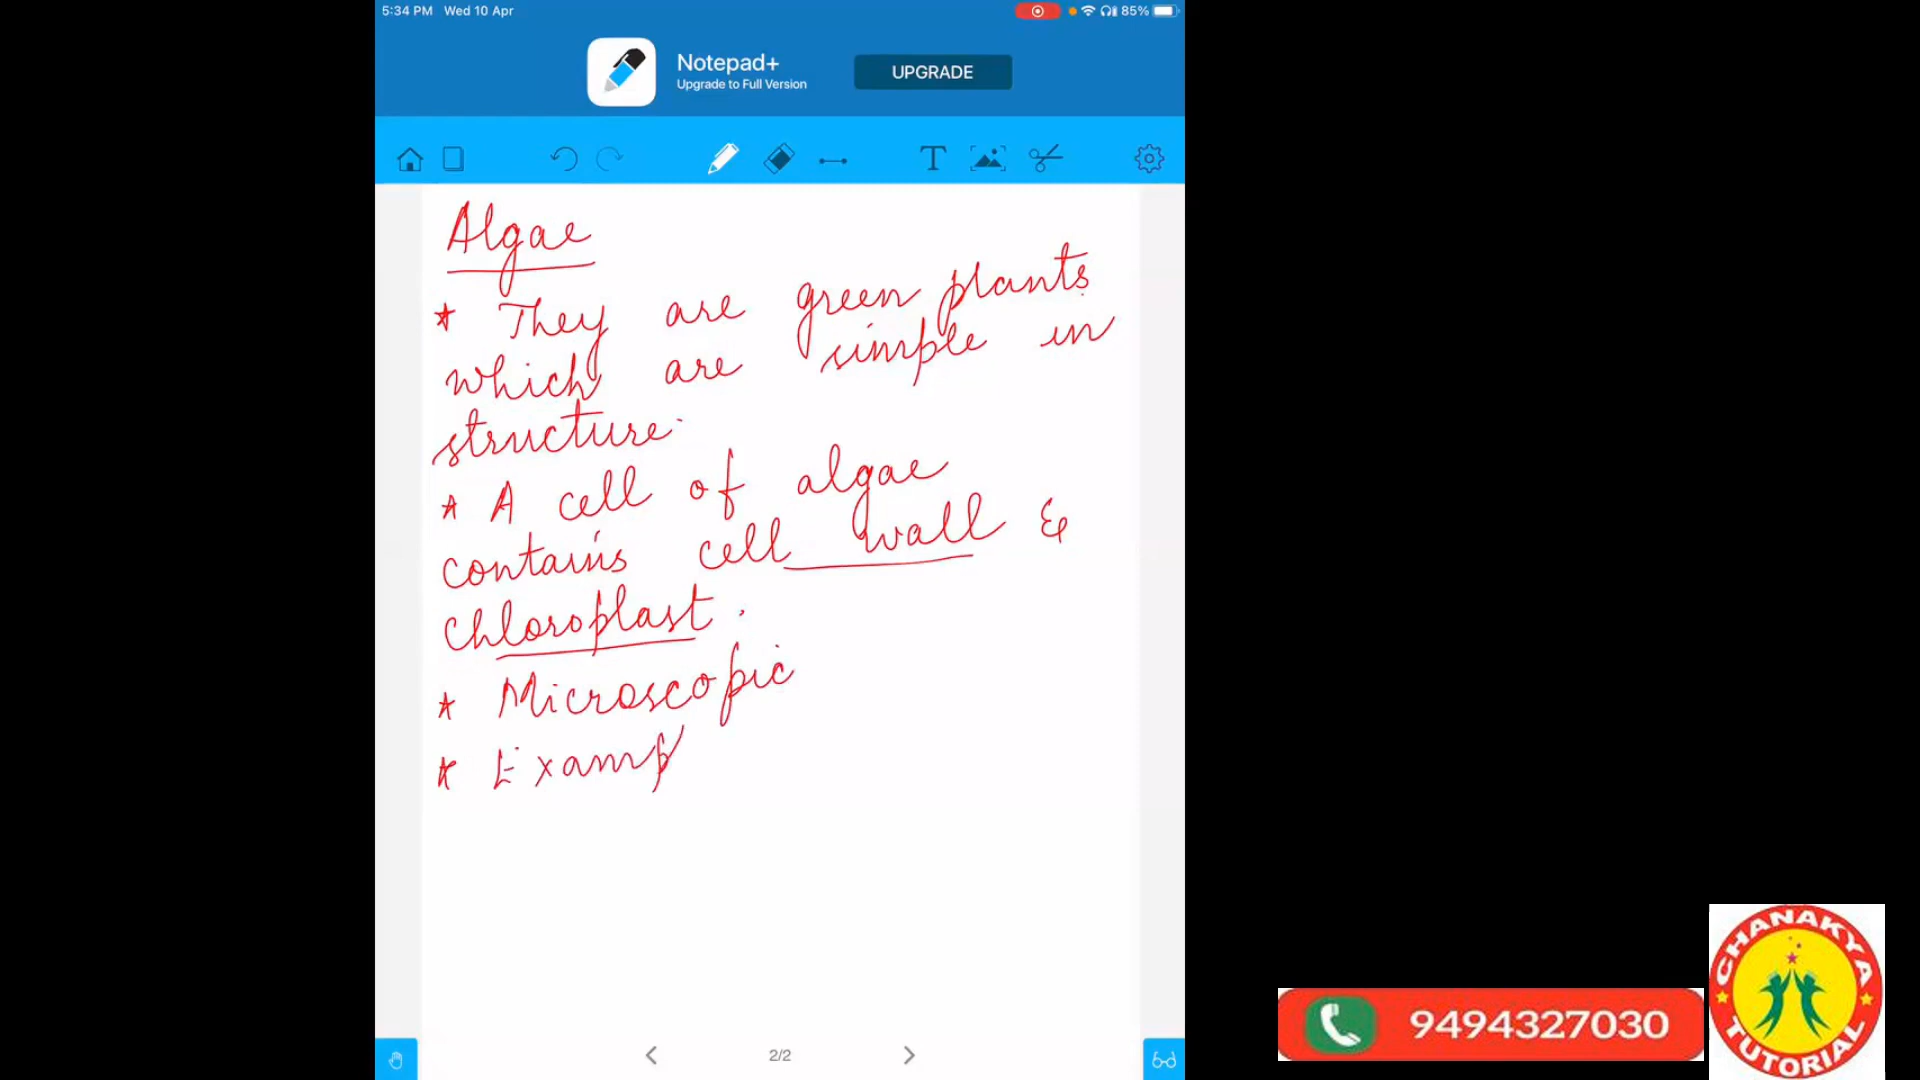 5:34 PM Wed 10 Apr
85%
Notepad+
Upgrade to Full Version
UPGRADE
T
Algae
* They are green plants
which are simple in
structure.
* A cell of algae
contains cell wall &
chloroplast.
* Microscopic
* Examp
2/2
9494327030
CHANAKYA
TUTORIAL